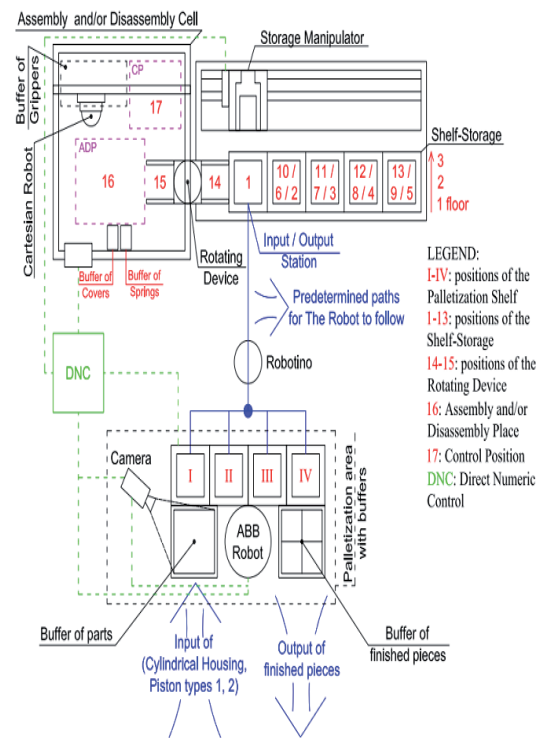 Assembly and/or Disassembly Cell
Storage Manipulator
Buffer of
Grippers
CP
17
Cartesian Robot
ADP
16
15
14
1
10 /
6 / 2
11 /
7 / 3
12 /
8 / 4
13 /
9 / 5
Shelf-Storage
3
2
1 floor
Buffer of
Covers
Buffer of
Springs
Rotating
Device
Input / Output
Station
Predetermined paths
for The Robot to follow
LEGEND:
I-IV: positions of the
Palletization Shelf
1-13: positions of the
Shelf-Storage
14-15: positions of the
Rotating Device
16: Assembly and/or
Disassembly Place
17: Control Position
DNC: Direct Numeric
Control
DNC
Robotino
Camera
I
II
III
IV
ABB
Robot
Palletization area
with buffers
Buffer of parts
Input of
(Cylindrical Housing,
Piston types 1, 2)
Output of
finished pieces
Buffer of
finished pieces